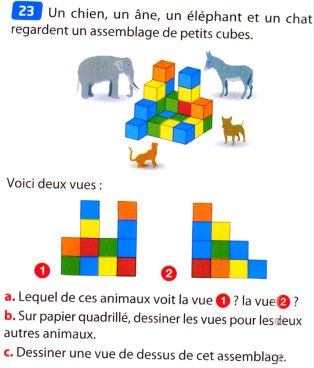 23 Un chien, un âne, un éléphant et un chat
regardent un assemblage de petits cubes.
Voici deux vues :
1
2
a. Lequel de ces animaux voit la vue 1 ? la vue 2 ?
b. Sur papier quadrillé, dessiner les vues pour les deux
autres animaux.
c. Dessiner une vue de dessus de cet assemblage.